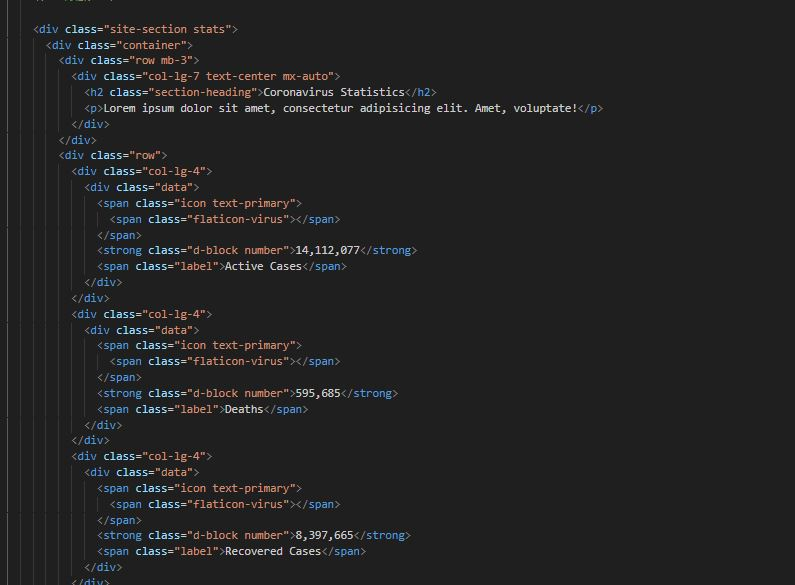 <div class="site-section stats">
<div class="container">
<div class="row mb-3">
<div class="col-lg-7 text-center mx-auto">
<h2 class="section-heading">Coronavirus Statistics</h2>
<p>Lorem ipsum dolor sit amet, consectetur adipisicing elit. Amet, voluptate!</p>
</div>
</div>
<div class="row">
<div class="col-lg-4">
<div class="data">
<span class="icon text-primary">
<span class="flaticon-virus"></span>
</span>
<strong class="d-block number">14,112,077</strong>
<span class="label">Active Cases</span>
</div>
</div>
<div class="col-lg-4">
<div class="data">
<span class="icon text-primary">
<span class="flaticon-virus"></span>
</span>
<strong class="d-block number">595,685</strong>
<span class="label">Deaths</span>
</div>
</div>
<div class="col-lg-4">
<div class="data">
<span class="icon text-primary">
<span class="flaticon-virus"></span>
</span>
<strong class="d-block number">8,397,665</strong>
<span class="label">Recovered Cases</span>
</div>
</div>